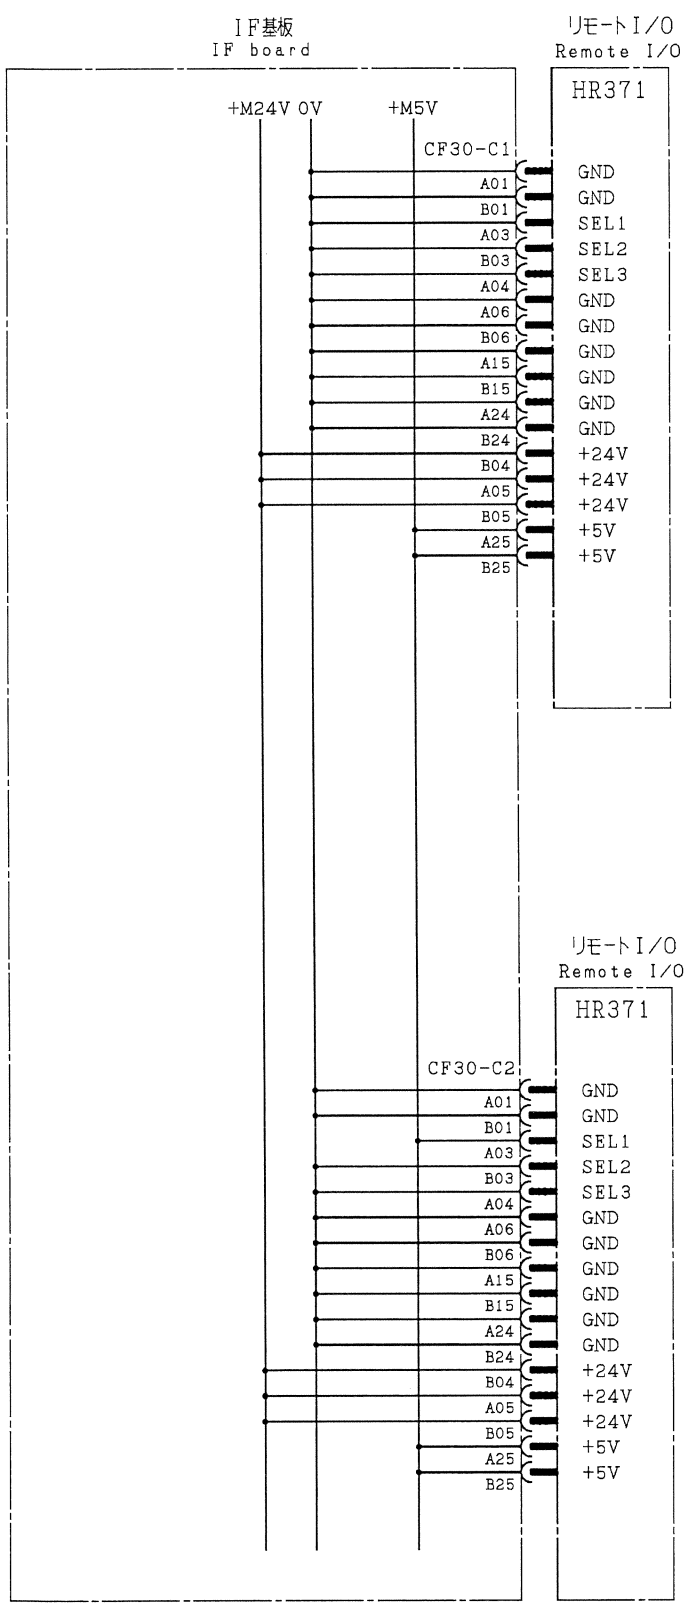 IF基板
IF board
リモートI/O
Remote I/O
HR371
+M24V 0V +M5V
CF30-C1
GND
A01
GND
B01
SEL1
A03
SEL2
B03
SEL3
A04
GND
A06
GND
B06
GND
A15
GND
B15
GND
A24
GND
B24
+24V
B04
+24V
A05
+24V
B05
+5V
A25
+5V
B25
リモートI/O
Remote I/O
HR371
CF30-C2
GND
A01
GND
B01
SEL1
A03
SEL2
B03
SEL3
A04
GND
A06
GND
B06
GND
A15
GND
B15
GND
A24
GND
B24
+24V
B04
+24V
A05
+24V
B05
+5V
A25
+5V
B25